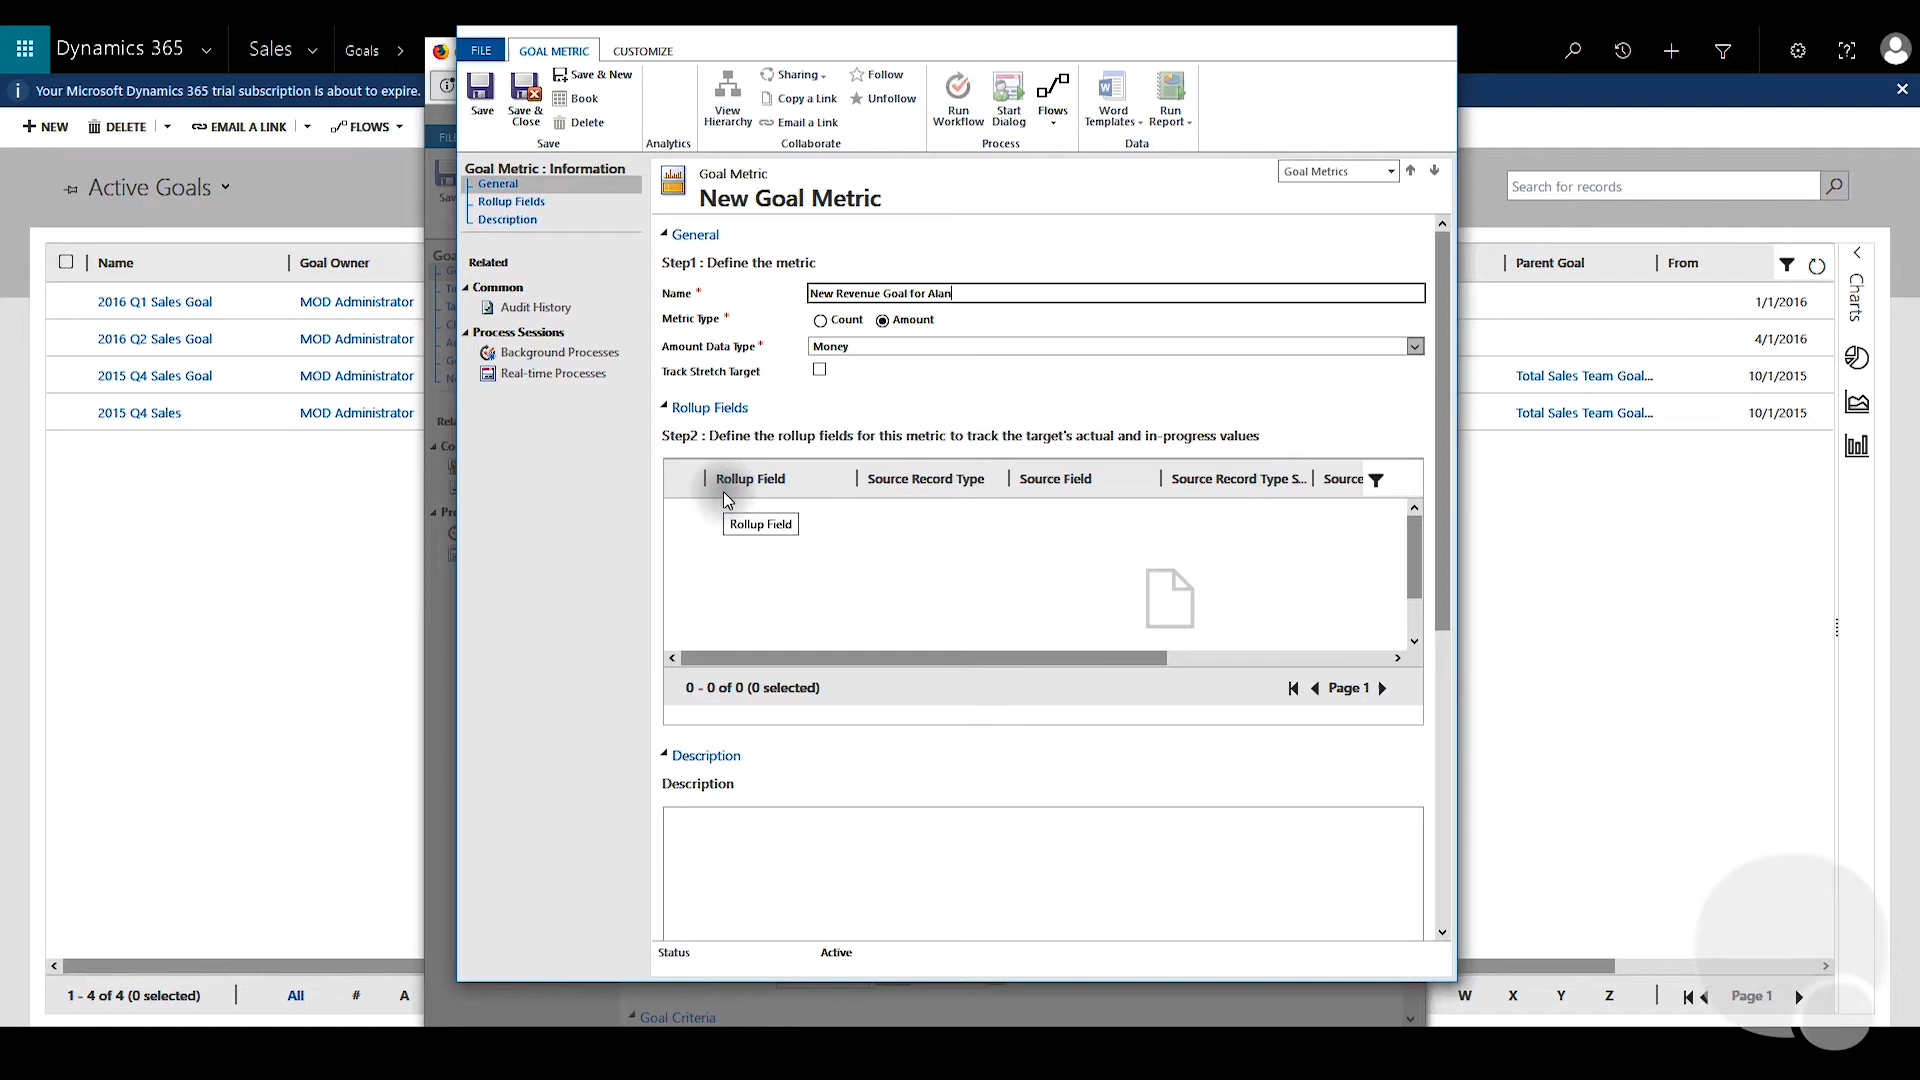 Dynamics 365
Sales
Goals
Your Microsoft Dynamics 365 trial subscription is about to expire.
NEW
DELETE
EMAIL A LINK
FLOWS
Active Goals
Search for records
Name
Goal Owner
Parent Goal
From
2016 Q1 Sales Goal
MOD Administrator
1/1/2016
2016 Q2 Sales Goal
MOD Administrator
4/1/2016
2015 Q4 Sales Goal
MOD Administrator
Total Sales Team Goal...
10/1/2015
2015 Q4 Sales
MOD Administrator
Total Sales Team Goal...
10/1/2015
Charts
1 - 4 of 4 (0 selected)
All
#
A
W
X
Y
Z
Page 1
FILE
GOAL METRIC
CUSTOMIZE
Save
Save & Close
Save & New
Book
Delete
Save
Analytics
View Hierarchy
Sharing
Copy a Link
Email a Link
Follow
Unfollow
Collaborate
Run Workflow
Start Dialog
Flows
Process
Word Templates
Run Report
Data
Goal Metric : Information
General
Rollup Fields
Description
Related
Common
Audit History
Process Sessions
Background Processes
Real-time Processes
Goal Metric
New Goal Metric
Goal Metrics
General
Step1 : Define the metric
Name *
New Revenue Goal for Alan
Metric Type *
Count
Amount
Amount Data Type *
Money
Track Stretch Target
Rollup Fields
Step2 : Define the rollup fields for this metric to track the target's actual and in-progress values
Rollup Field
Source Record Type
Source Field
Source Record Type S...
Source
Rollup Field
0 - 0 of 0 (0 selected)
Page 1
Description
Description
Status
Active
Goal Criteria